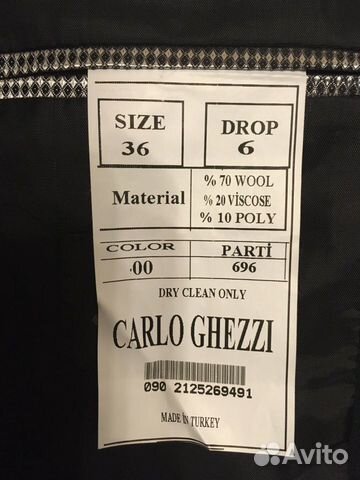 SIZE DROP
36 6
Material
% 70 WOOL
% 20 VİSCOSE
% 10 POLY
COLOR PARTİ
.00 696
DRY CLEAN ONLY
CARLO GHEZZI
090 2125269491
MADE İN TURKEY
Avito